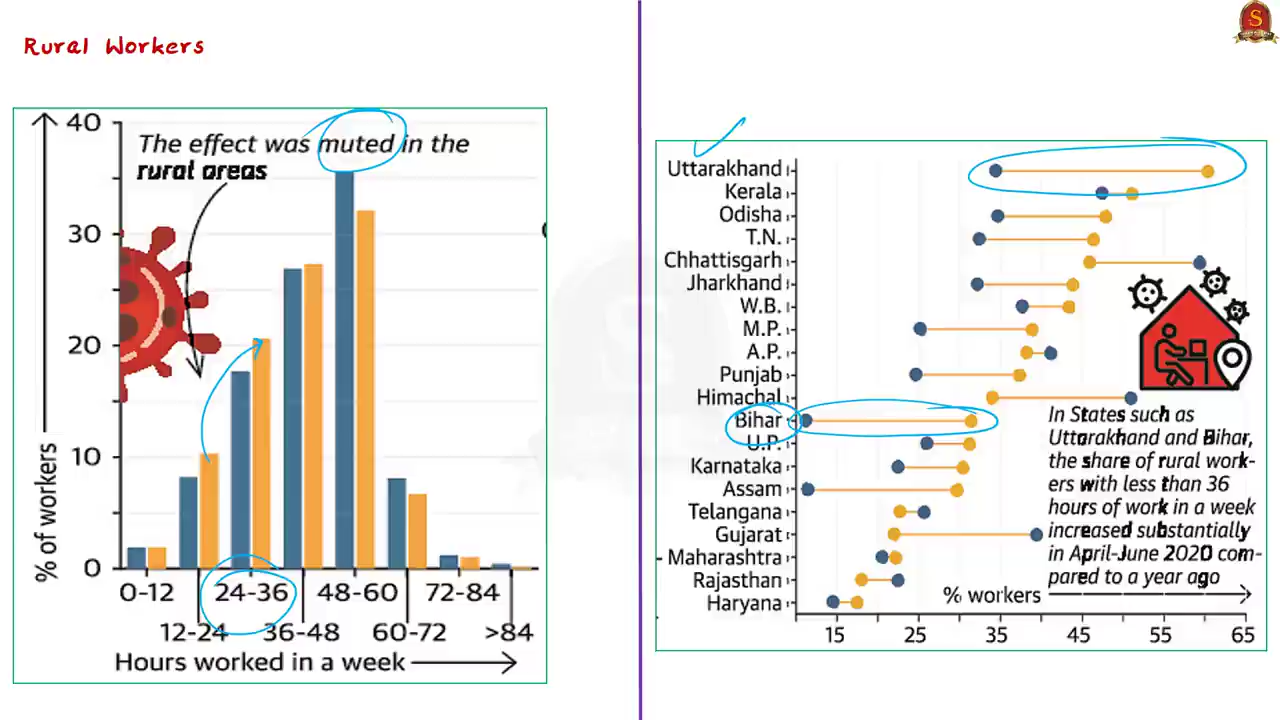 Rural Workers
S
The effect was muted in the
rural areas
40
30
20
10
0
% of workers
0-12
24-36
48-60
72-84
12-24
36-48
60-72
>84
Hours worked in a week
Uttarakhand
Kerala
Odisha
T.N.
Chhattisgarh
Jharkhand
W.B.
M.P.
A.P.
Punjab
Himachal
Bihar
U.P.
Karnataka
Assam
Telangana
Gujarat
Maharashtra
Rajasthan
Haryana
In States such as
Uttarakhand and Bihar,
the share of rural work-
ers with less than 36
hours of work in a week
increased substantially
in April-June 2020 com-
pared to a year ago
% workers
15 25 35 45 55 65